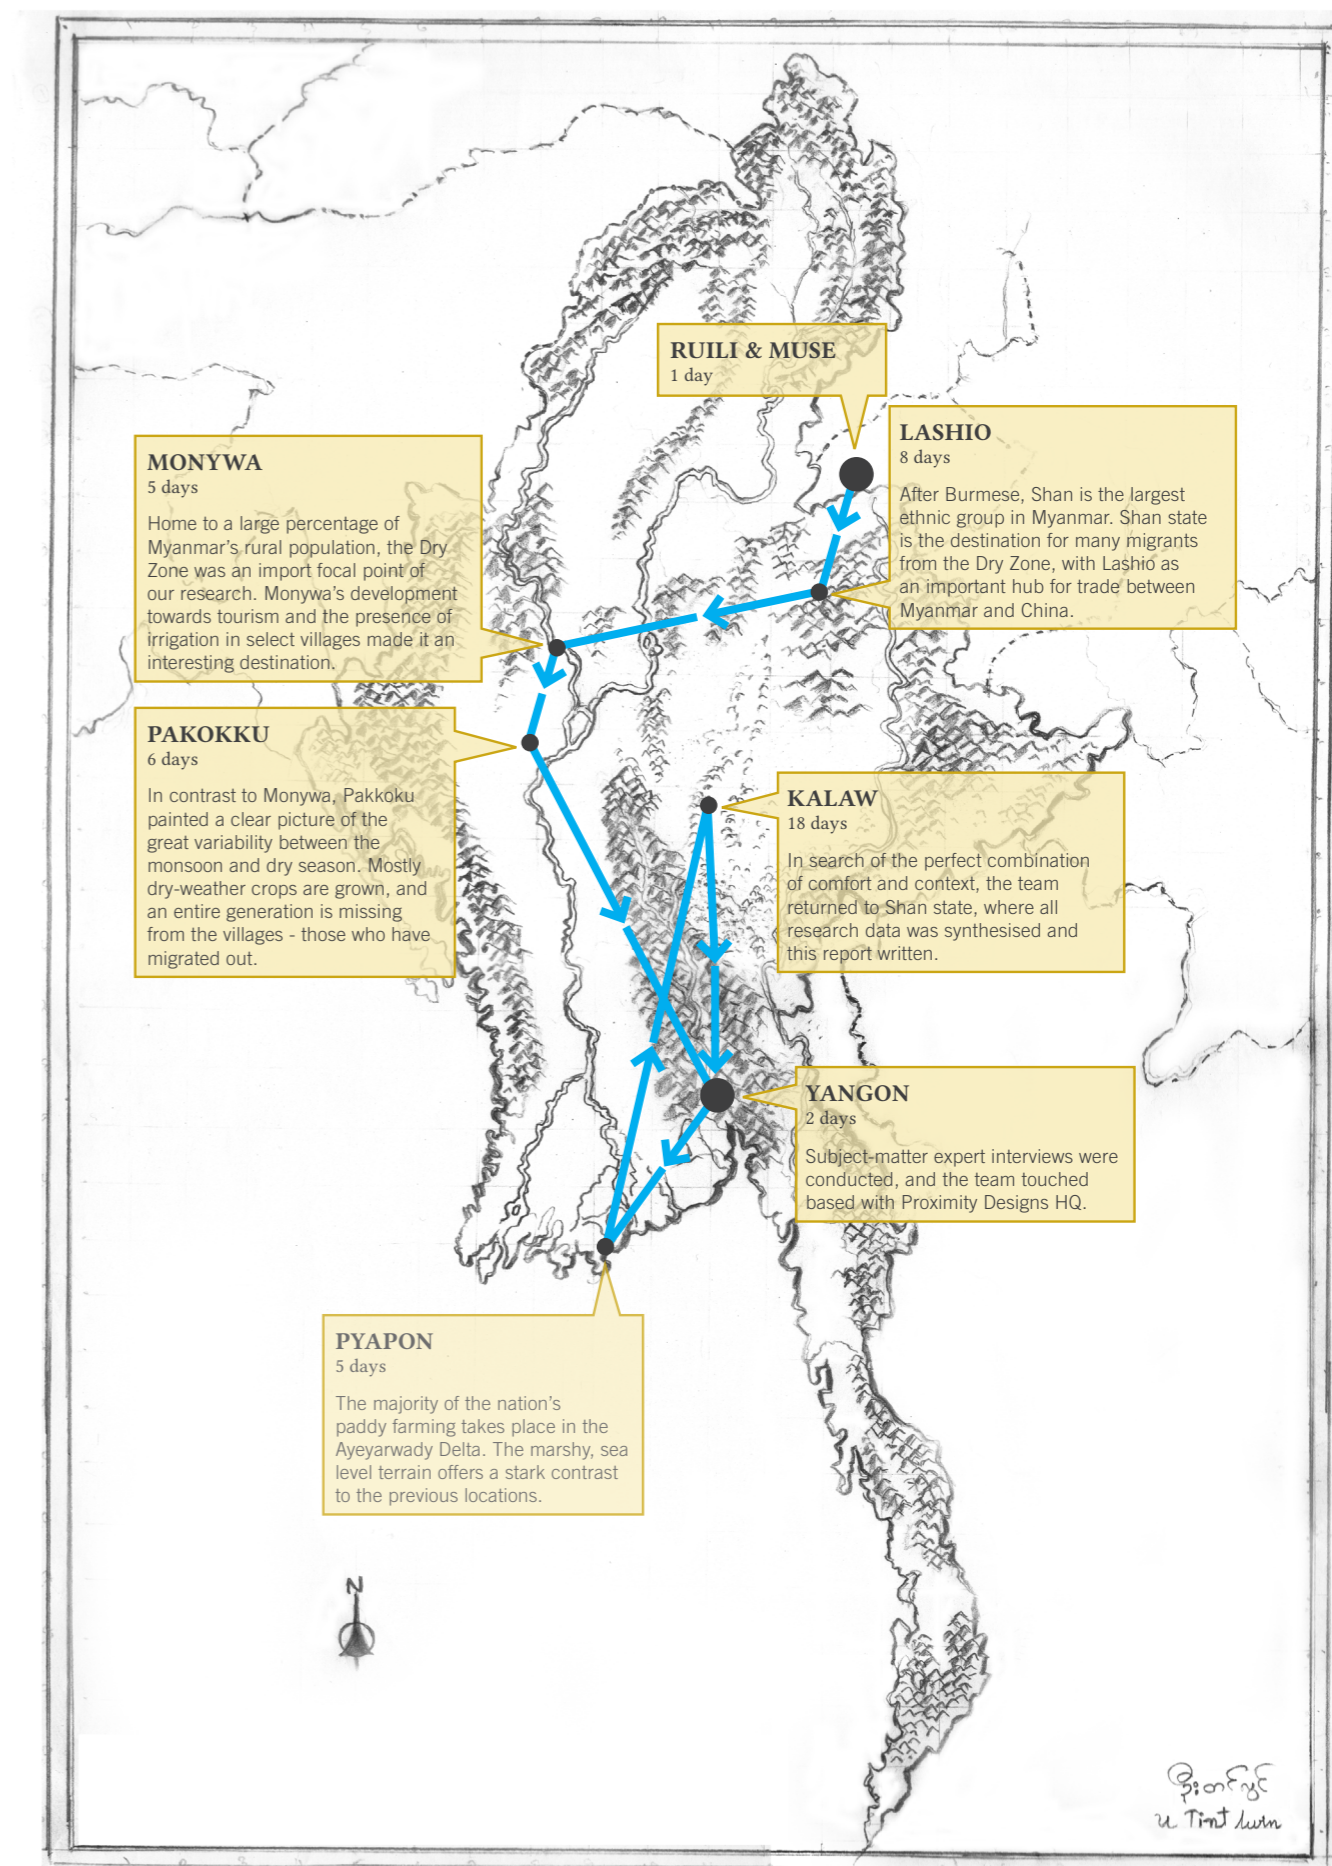 RUILI & MUSE
1 day
LASHIO
8 days
After Burmese, Shan is the largest
ethnic group in Myanmar. Shan state
is the destination for many migrants
from the Dry Zone, with Lashio as
an important hub for trade between
Myanmar and China.
MONYWA
5 days
Home to a large percentage of
Myanmar's rural population, the Dry
Zone was an import focal point of
our research. Monywa's development
towards tourism and the presence of
irrigation in select villages made it an
interesting destination.
PAKOKKU
6 days
In contrast to Monywa, Pakkoku
painted a clear picture of the
great variability between the
monsoon and dry season. Mostly
dry-weather crops are grown, and
an entire generation is missing
from the villages - those who have
migrated out.
KALAW
18 days
In search of the perfect combination
of comfort and context, the team
returned to Shan state, where all
research data was synthesised and
this report written.
YANGON
2 days
Subject-matter expert interviews were
conducted, and the team touched
based with Proximity Designs HQ.
PYAPON
5 days
The majority of the nation's
paddy farming takes place in the
Ayeyarwady Delta. The marshy, sea
level terrain offers a stark contrast
to the previous locations.
N
U Tint Lwin